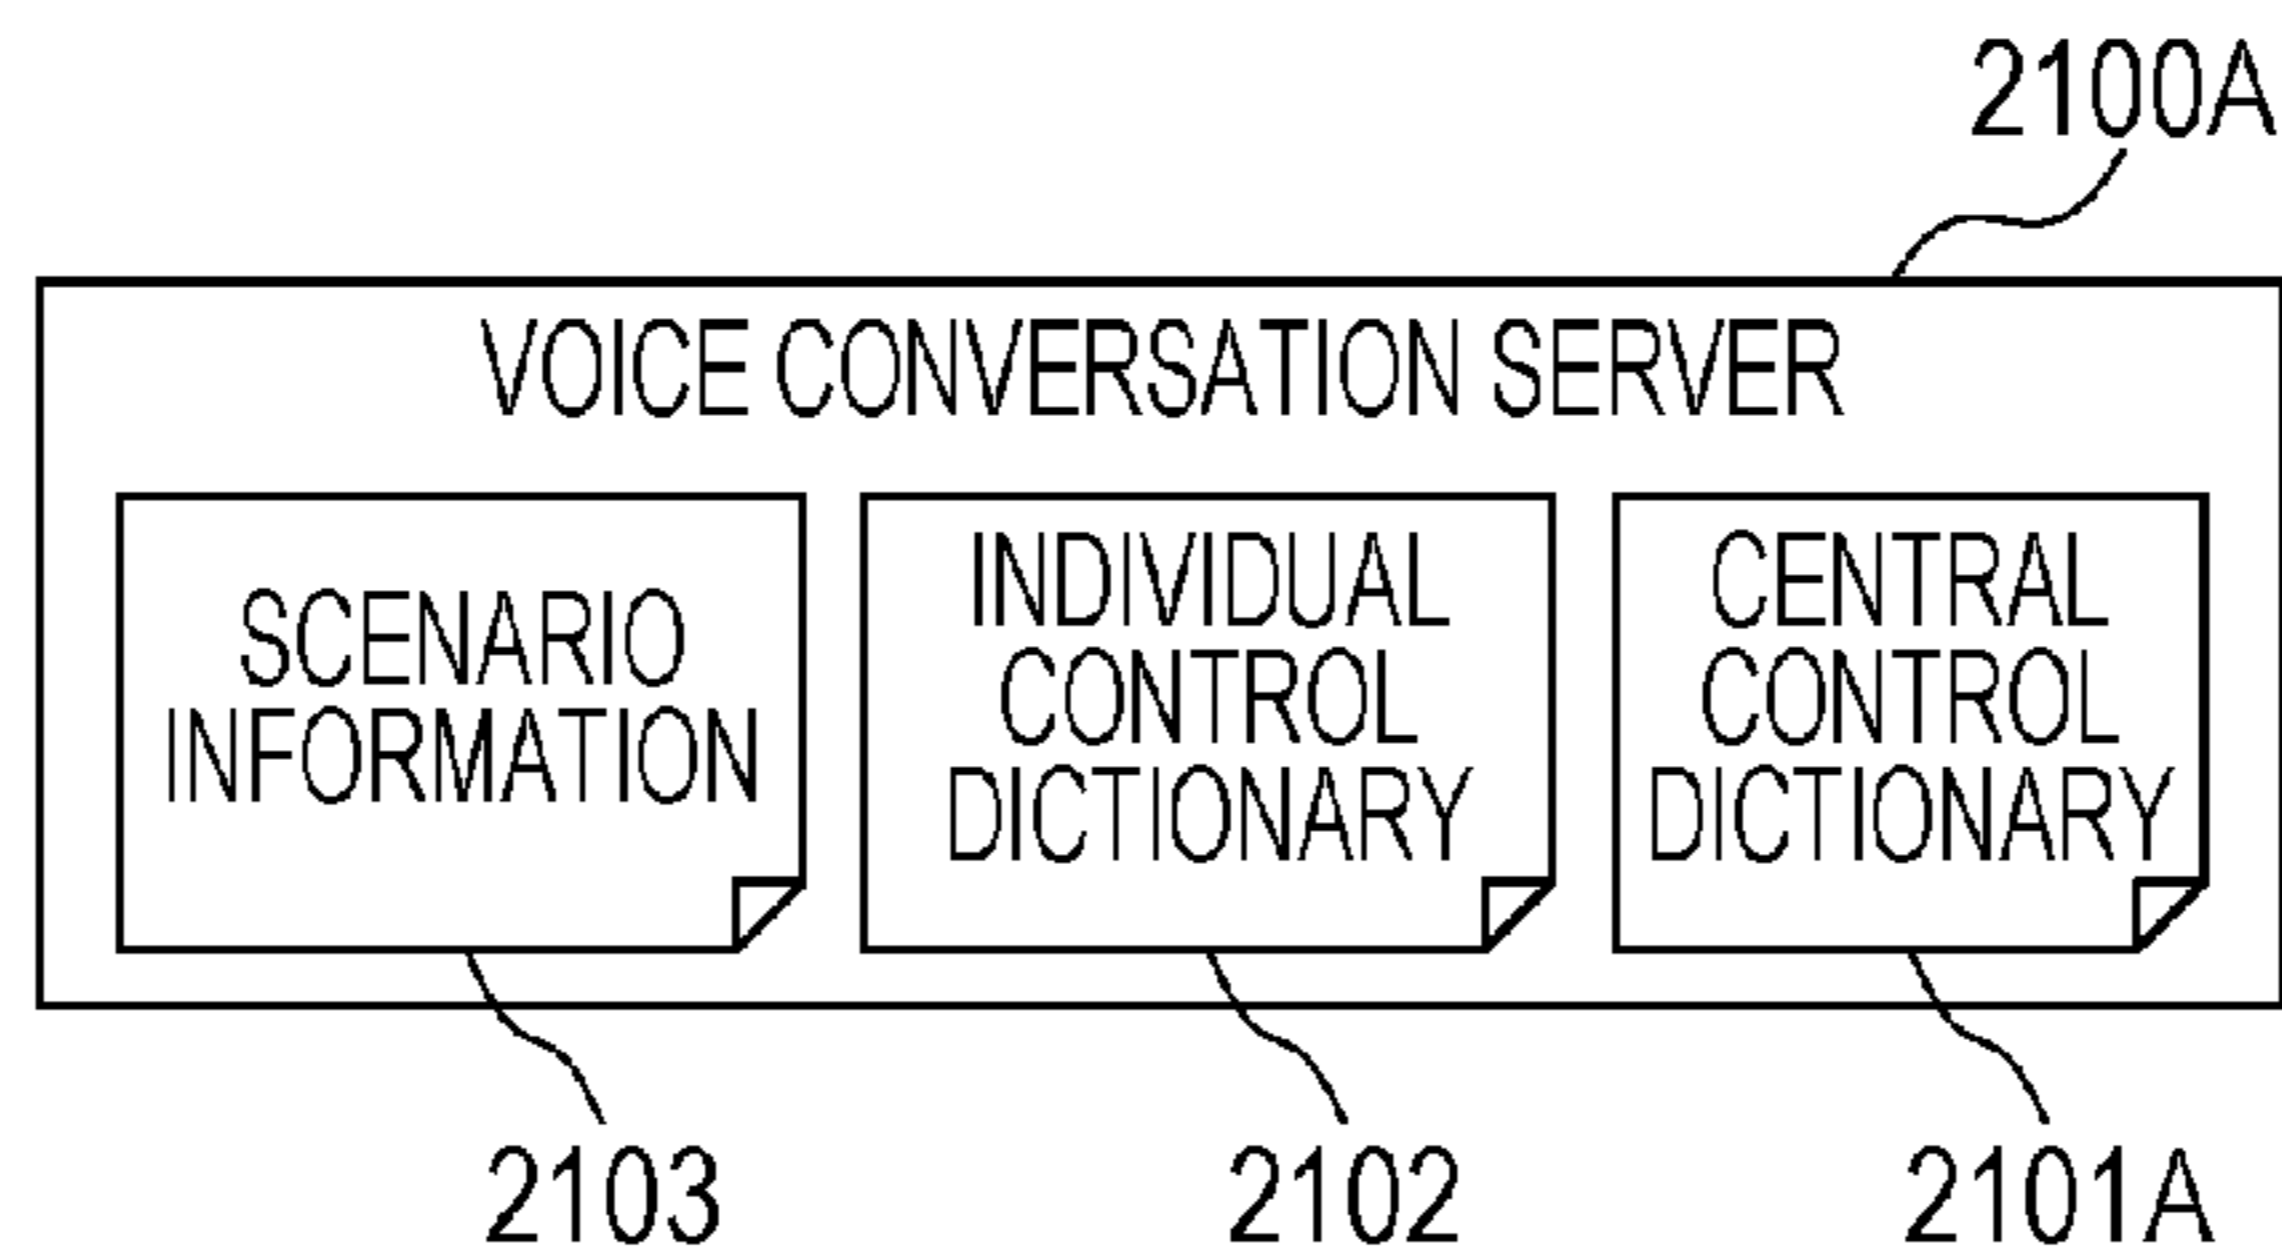 2100A
VOICE CONVERSATION SERVER
SCENARIO
INFORMATION
INDIVIDUAL
CONTROL
DICTIONARY
CENTRAL
CONTROL
DICTIONARY
2103
2102
2101A